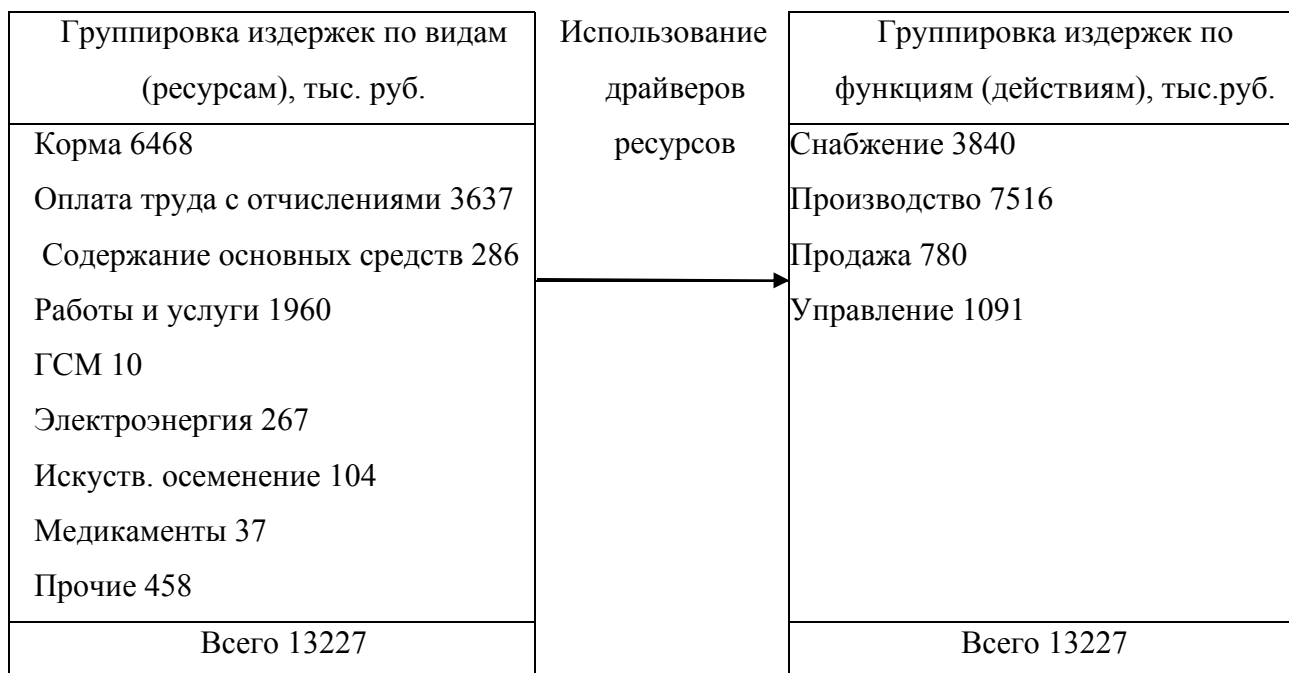 Группировка издержек по видам
(ресурсам), тыс. руб.
Использование
драйверов
ресурсов
Группировка издержек по
функциям (действиям), тыс.руб.
Корма 6468
Оплата труда с отчислениями 3637
Содержание основных средств 286
Работы и услуги 1960
ГСМ 10
Электроэнергия 267
Искуств. осеменение 104
Медикаменты 37
Прочие 458
Снабжение 3840
Производство 7516
Продажа 780
Управление 1091
Всего 13227
Всего 13227